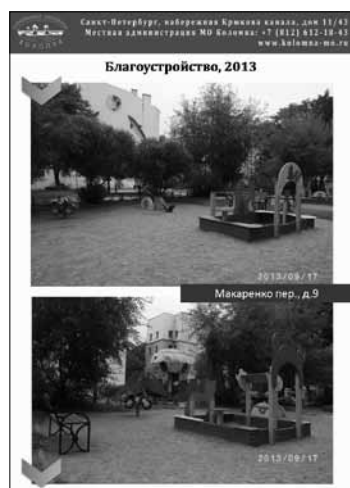 Санкт-Петербург, набережная Крюкова канала, дом 11/43
Местная администрация МО Коломна: +7 (812) 612-18-43
www.kolomna-mo.ru
Благоустройство, 2013
2013/09/17
Макаренко пер., д.9
2013/09/17